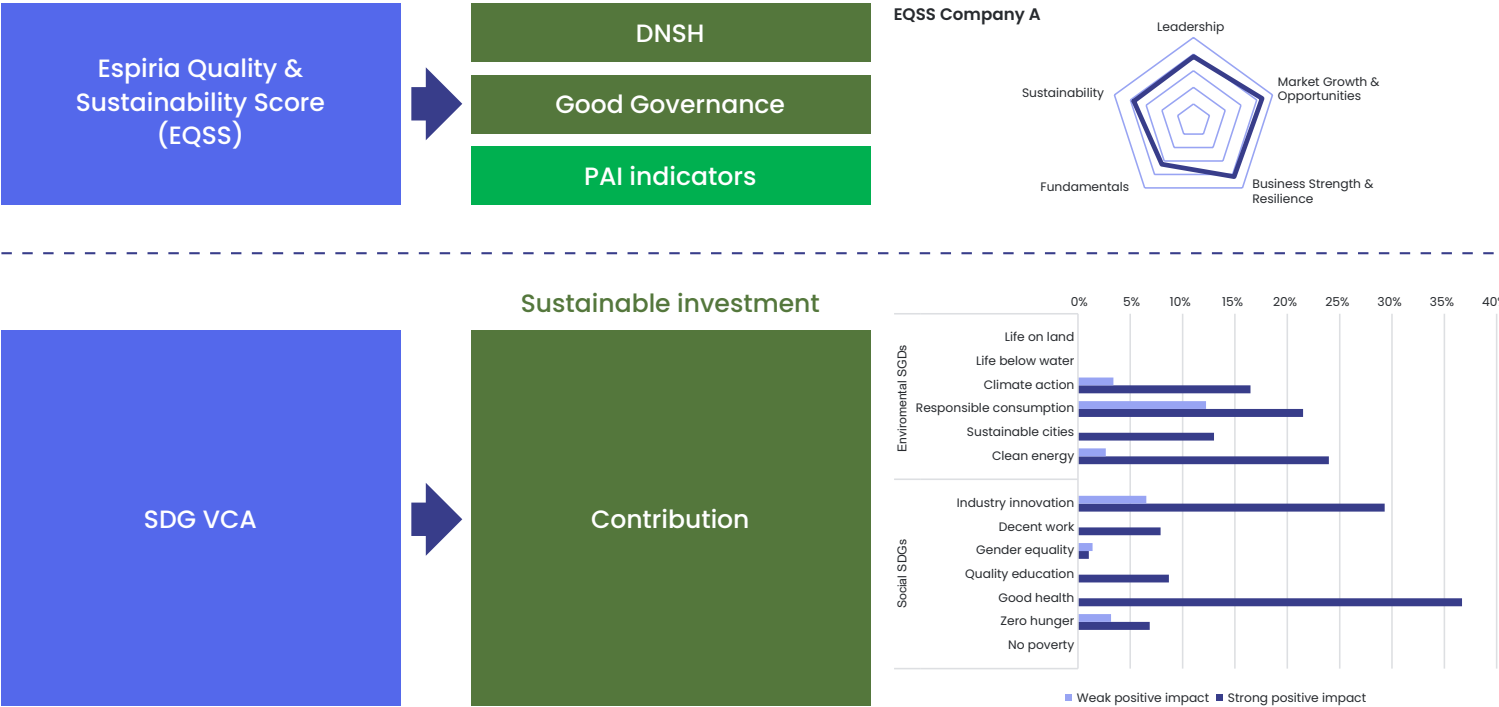 Espiria Quality &
Sustainability Score
(EQSS)
DNSH
Good Governance
PAI indicators
EQSS Company A
Leadership
Market Growth &
Opportunities
Business Strength &
Resilience
Fundamentals
Sustainability
SDG VCA
Sustainable investment
Contribution
0% 5% 10% 15% 20% 25% 30% 35% 40%
Enviromental SGDs
Life on land
Life below water
Climate action
Responsible consumption
Sustainable cities
Clean energy
Social SDGs
Industry innovation
Decent work
Gender equality
Quality education
Good health
Zero hunger
No poverty
Weak positive impact Strong positive impact